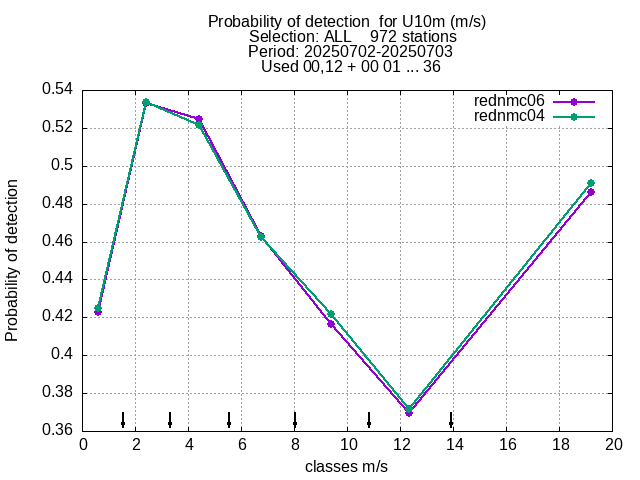 Probability of detection  for U10m (m/s)
Selection: ALL    972 stations
Period: 20250702-20250703
Used 00,12 + 00 01 ... 36
rednmc06
rednmc04
Probability of detection
0.54
0.52
0.5
0.48
0.46
0.44
0.42
0.4
0.38
0.36
0 2 4 6 8 10 12 14 16 18 20
classes m/s